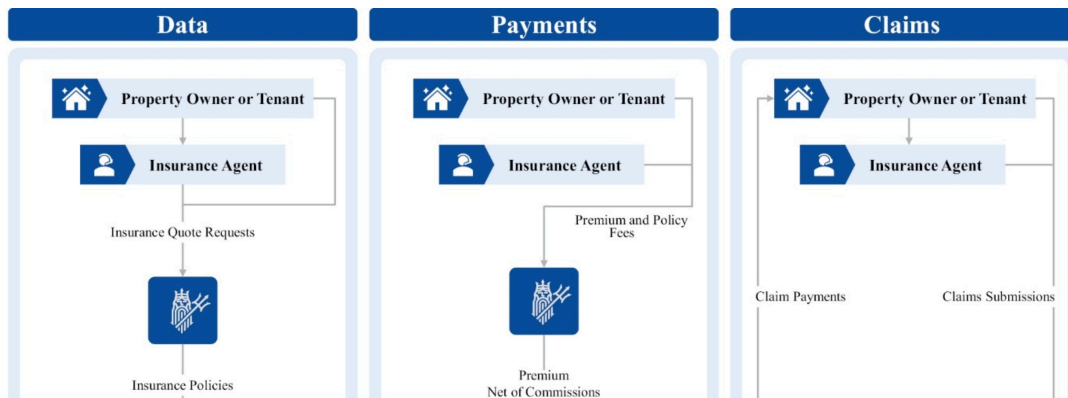 Data
Property Owner or Tenant
Insurance Agent
Insurance Quote Requests
Insurance Policies
Payments
Property Owner or Tenant
Insurance Agent
Premium and Policy
Fees
Premium
Net of Commissions
Claims
Property Owner or Tenant
Insurance Agent
Claim Payments
Claims Submissions